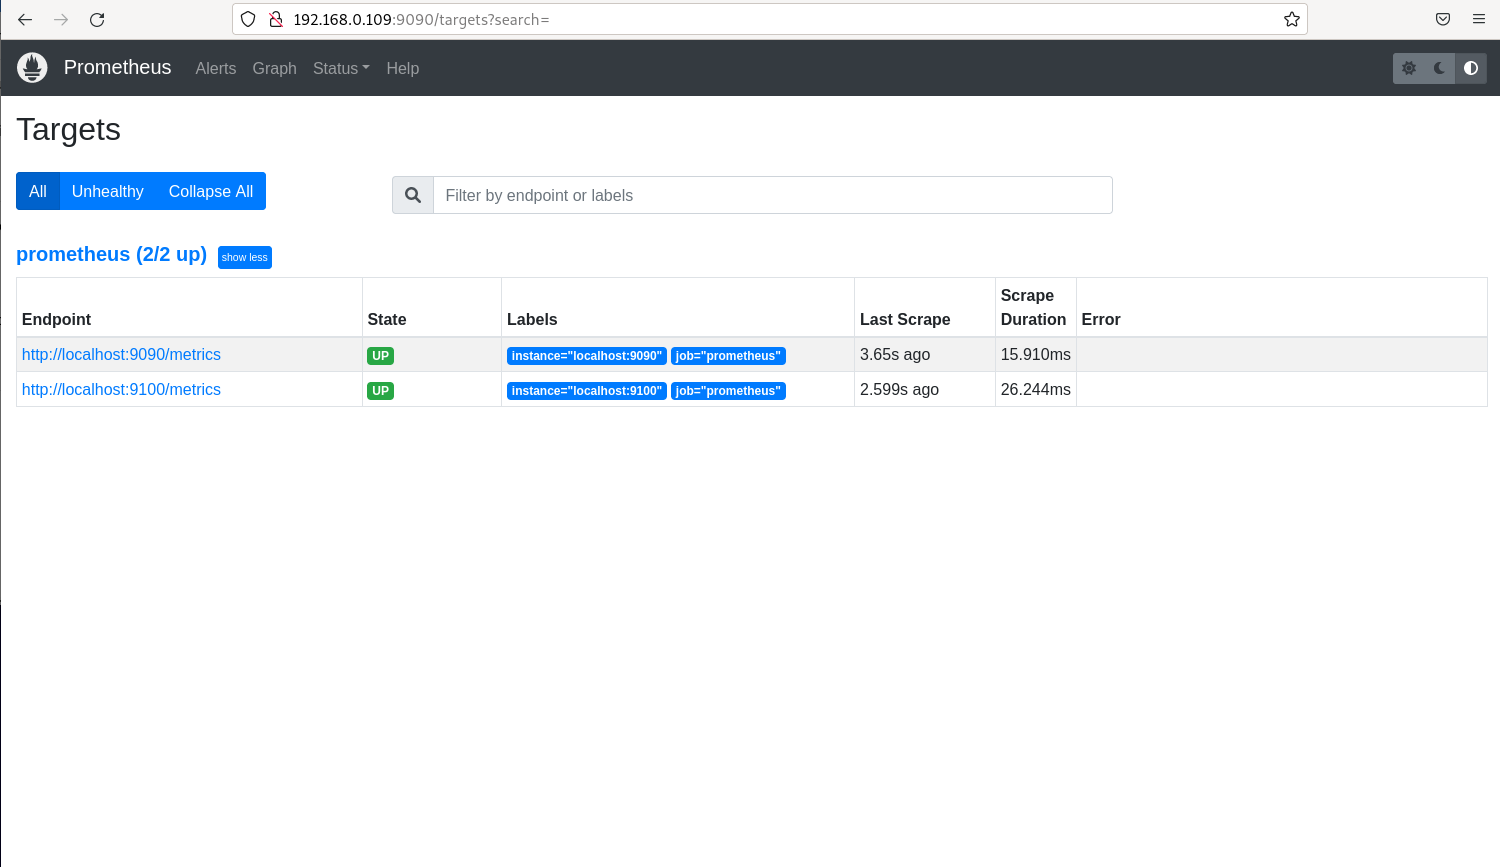 192.168.0.109:9090/targets?search=
Prometheus Alerts Graph Status Help
Targets
All Unhealthy Collapse All
Filter by endpoint or labels
prometheus (2/2 up) show less
Endpoint State Labels Last Scrape Scrape Duration Error
http://localhost:9090/metrics UP instance="localhost:9090" job="prometheus" 3.65s ago 15.910ms
http://localhost:9100/metrics UP instance="localhost:9100" job="prometheus" 2.599s ago 26.244ms